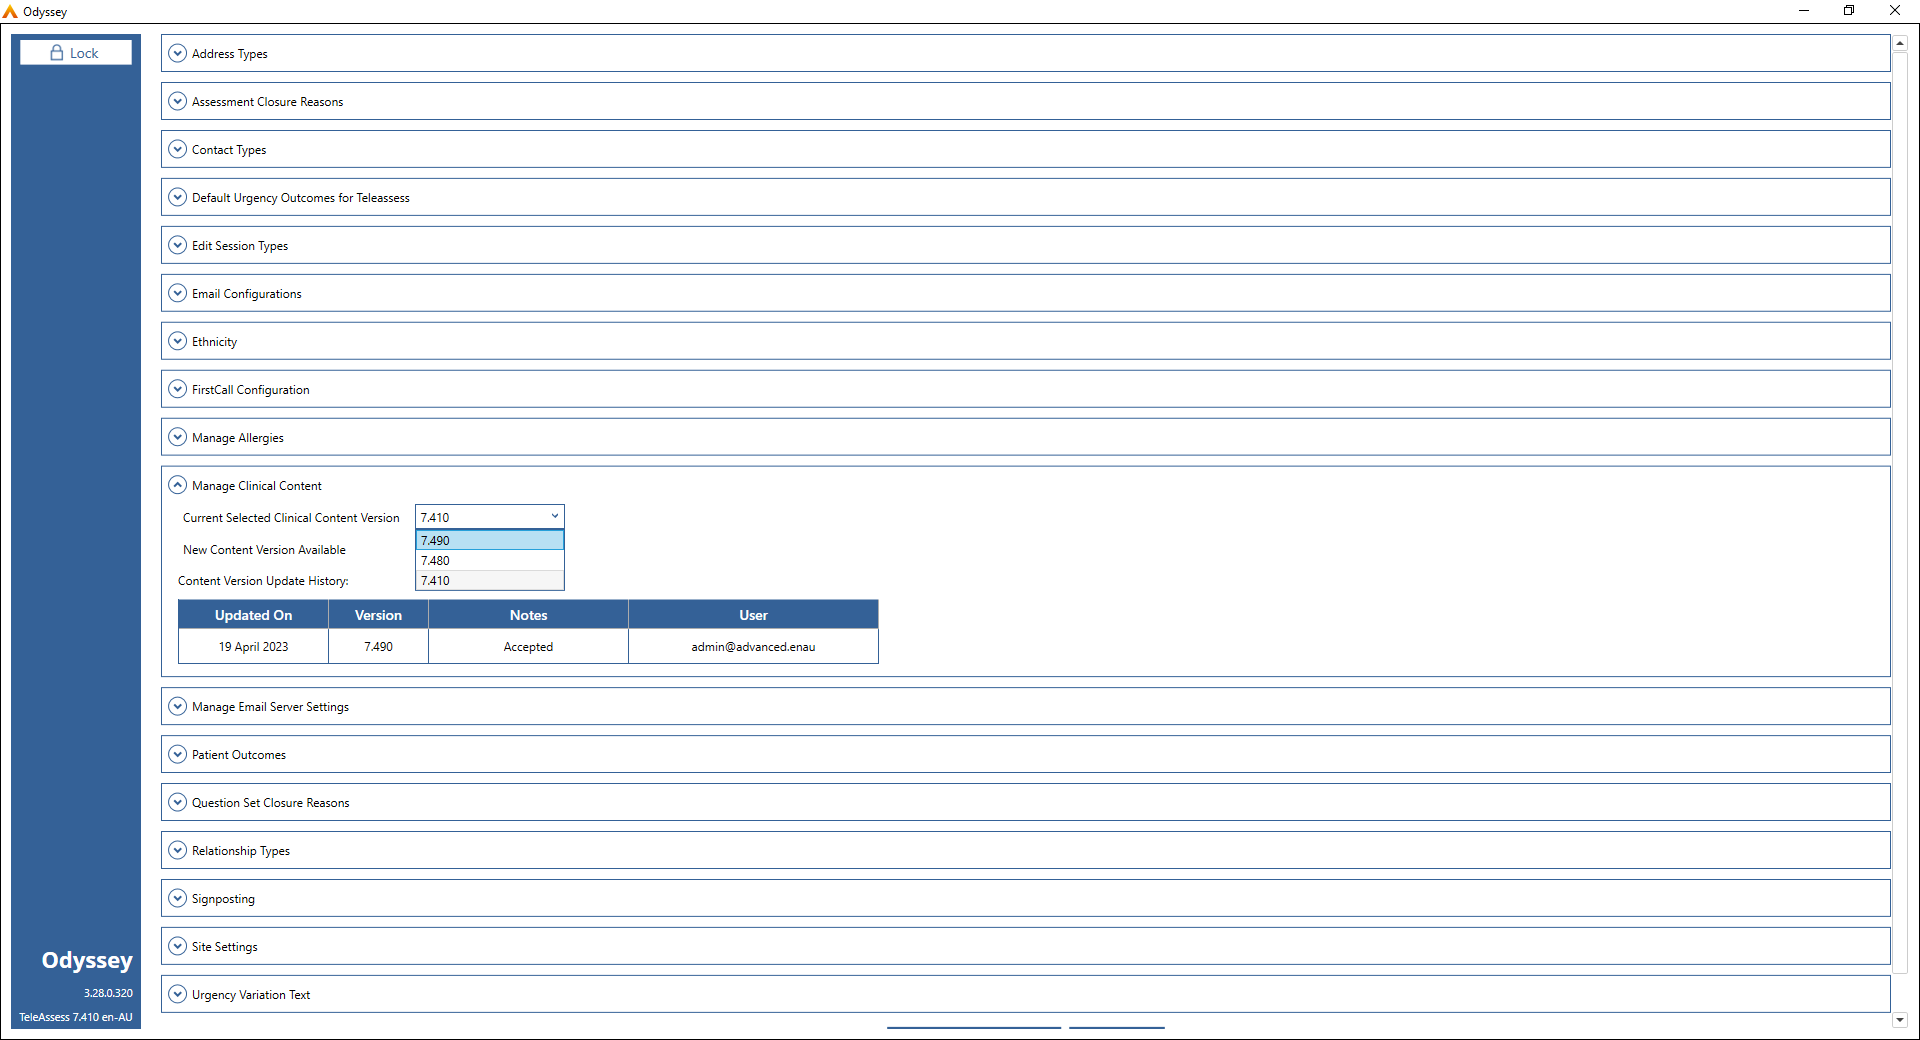 Odyssey
Lock
Address Types
Assessment Closure Reasons
Contact Types
Default Urgency Outcomes for Teleassess
Edit Session Types
Email Configurations
Ethnicity
FirstCall Configuration
Manage Allergies
Manage Clinical Content
Current Selected Clinical Content Version 7.410
7.490
New Content Version Available
7.480
Content Version Update History: 7.410
Updated On Version Notes User
19 April 2023 7.490 Accepted admin@advanced.enau
Manage Email Server Settings
Patient Outcomes
Question Set Closure Reasons
Relationship Types
Signposting
Site Settings
Urgency Variation Text
Odyssey
3.28.0.320
TeleAssess 7.410 en-AU